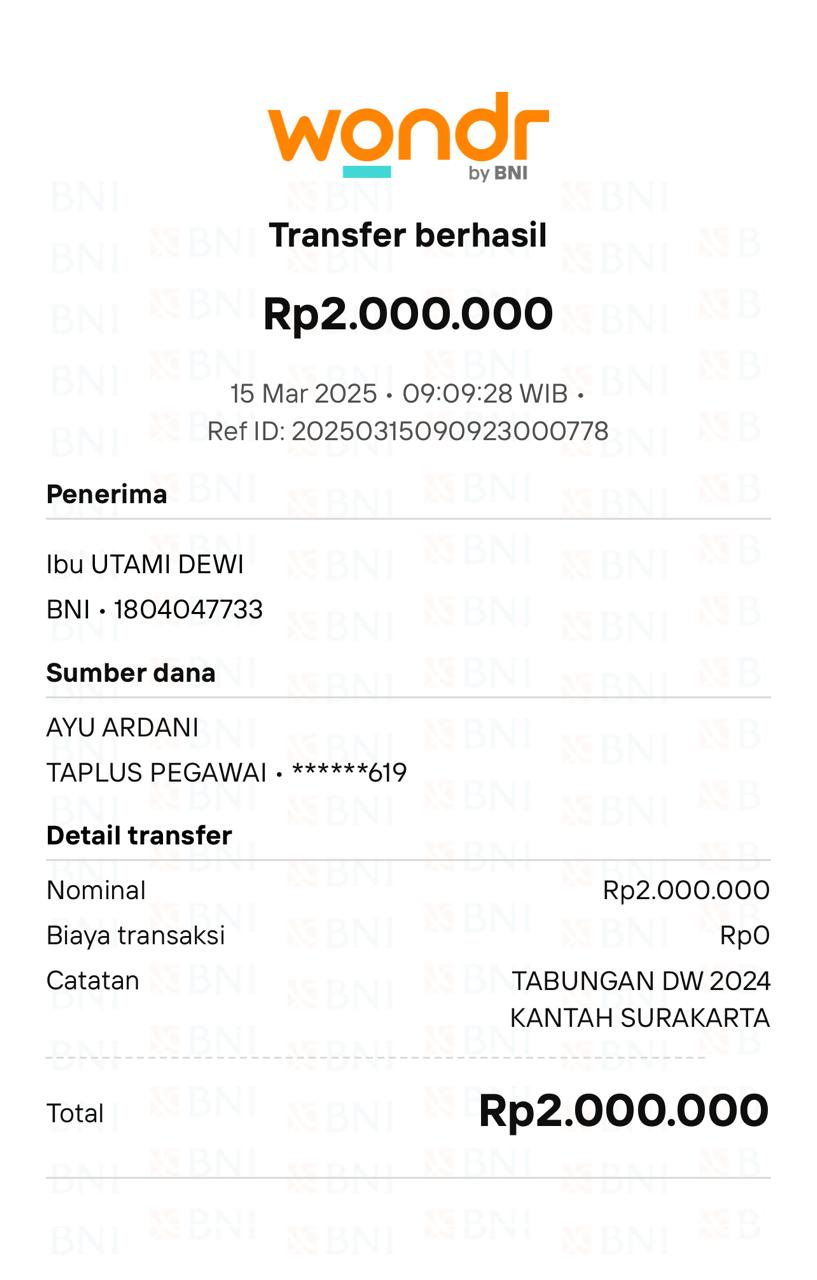 wondr
by BNI
Transfer berhasil
Rp2.000.000
15 Mar 2025 • 09:09:28 WIB •
Ref ID: 20250315090923000778
Penerima
Ibu UTAMI DEWI
BNI • 1804047733
Sumber dana
AYU ARDANI
TAPLUS PEGAWAI • ******619
Detail transfer
Nominal Rp2.000.000
Biaya transaksi Rp0
Catatan TABUNGAN DW 2024
KANTAH SURAKARTA
Total Rp2.000.000